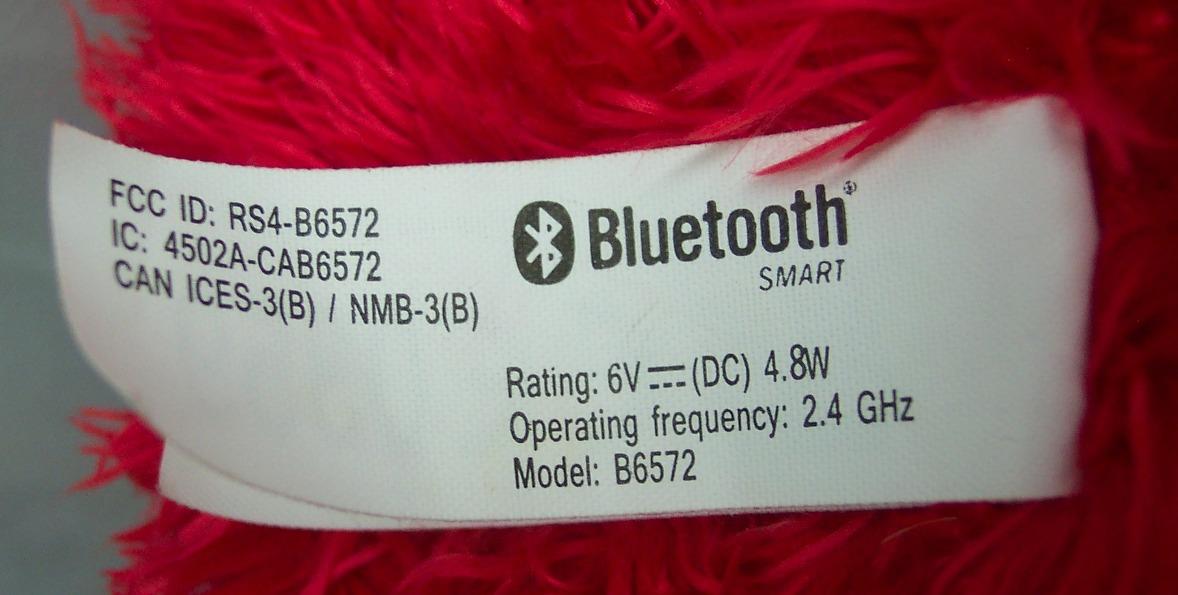 FCC ID: RS4-B6572
IC: 4502A-CAB6572
CAN ICES-3(B) / NMB-3(B)
Bluetooth®
SMART
Rating: 6V ⎓ (DC) 4.8W
Operating frequency: 2.4 GHz
Model: B6572